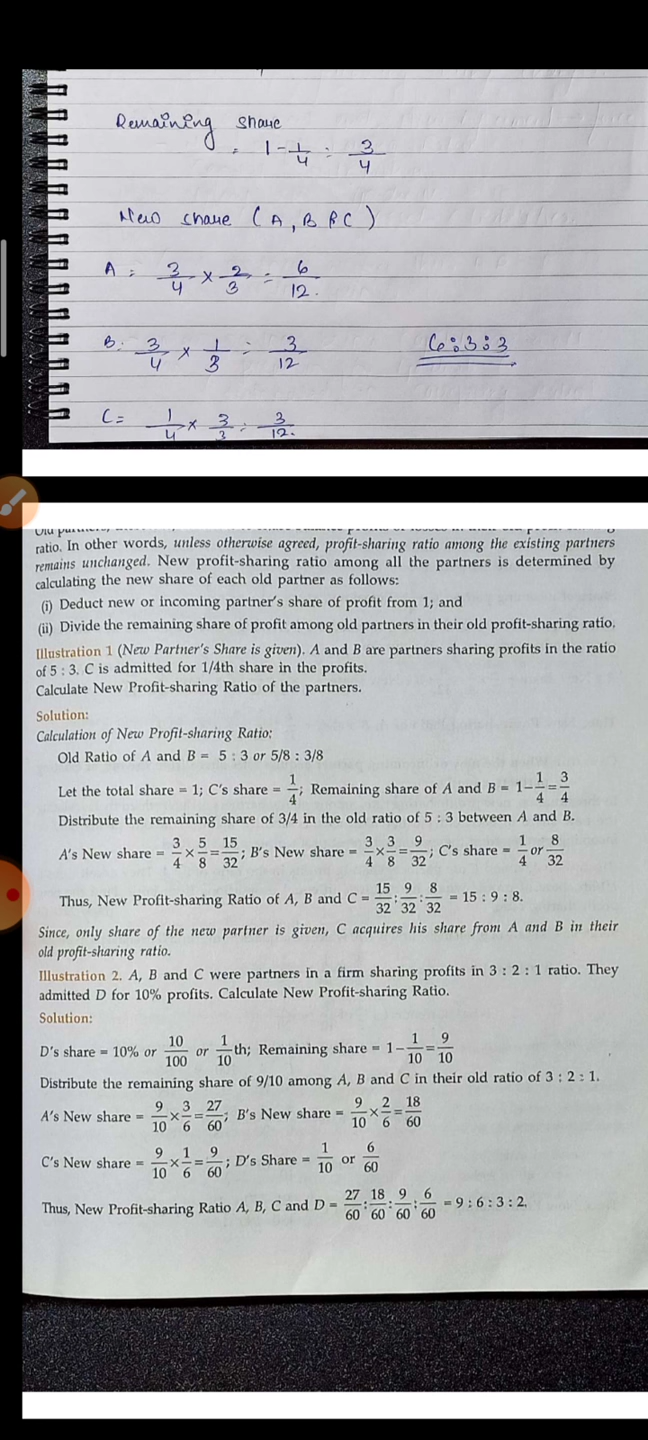 Remaining share
= 1 - 1/4 = 3/4
New share (A, B & C)
A = 3/4 × 2/3 = 6/12.
B: 3/4 × 1/3 = 3/12
6:3:3
C = 1/4 × 3/3 = 3/12.
ratio. In other words, unless otherwise agreed, profit-sharing ratio among the existing partners
remains unchanged. New profit-sharing ratio among all the partners is determined by
calculating the new share of each old partner as follows:
(i) Deduct new or incoming partner's share of profit from 1; and
(ii) Divide the remaining share of profit among old partners in their old profit-sharing ratio.
Illustration 1 (New Partner's Share is given). A and B are partners sharing profits in the ratio
of 5 : 3. C is admitted for 1/4th share in the profits.
Calculate New Profit-sharing Ratio of the partners.
Solution:
Calculation of New Profit-sharing Ratio:
Old Ratio of A and B = 5 : 3 or 5/8 : 3/8
Let the total share = 1; C's share = 1/4; Remaining share of A and B = 1-1/4=3/4
Distribute the remaining share of 3/4 in the old ratio of 5 : 3 between A and B.
A's New share = 3/4×5/8=15/32; B's New share = 3/4×3/8=9/32; C's share = 1/4 or 8/32
Thus, New Profit-sharing Ratio of A, B and C = 15/32:9/32:8/32 = 15 : 9 : 8.
Since, only share of the new partner is given, C acquires his share from A and B in their
old profit-sharing ratio.
Illustration 2. A, B and C were partners in a firm sharing profits in 3 : 2 : 1 ratio. They
admitted D for 10% profits. Calculate New Profit-sharing Ratio.
Solution:
D's share = 10% or 10/100 or 1/10th; Remaining share = 1-1/10=9/10
Distribute the remaining share of 9/10 among A, B and C in their old ratio of 3 : 2 : 1.
A's New share = 9/10×3/6=27/60; B's New share = 9/10×2/6=18/60
C's New share = 9/10×1/6=9/60; D's Share = 1/10 or 6/60
Thus, New Profit-sharing Ratio A, B, C and D = 27/60:18/60:9/60:6/60 = 9 : 6 : 3 : 2.